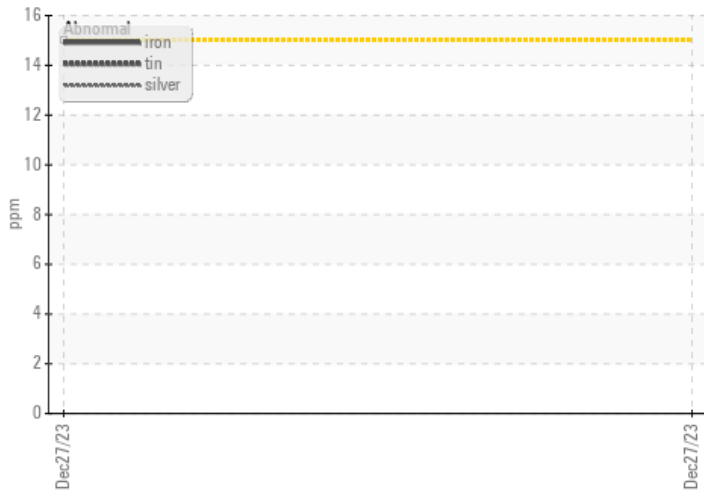 16
14
12
10
8
6
4
2
0
ppm
Abnormal
iron
tin
silver
Dec27/23
Dec27/23